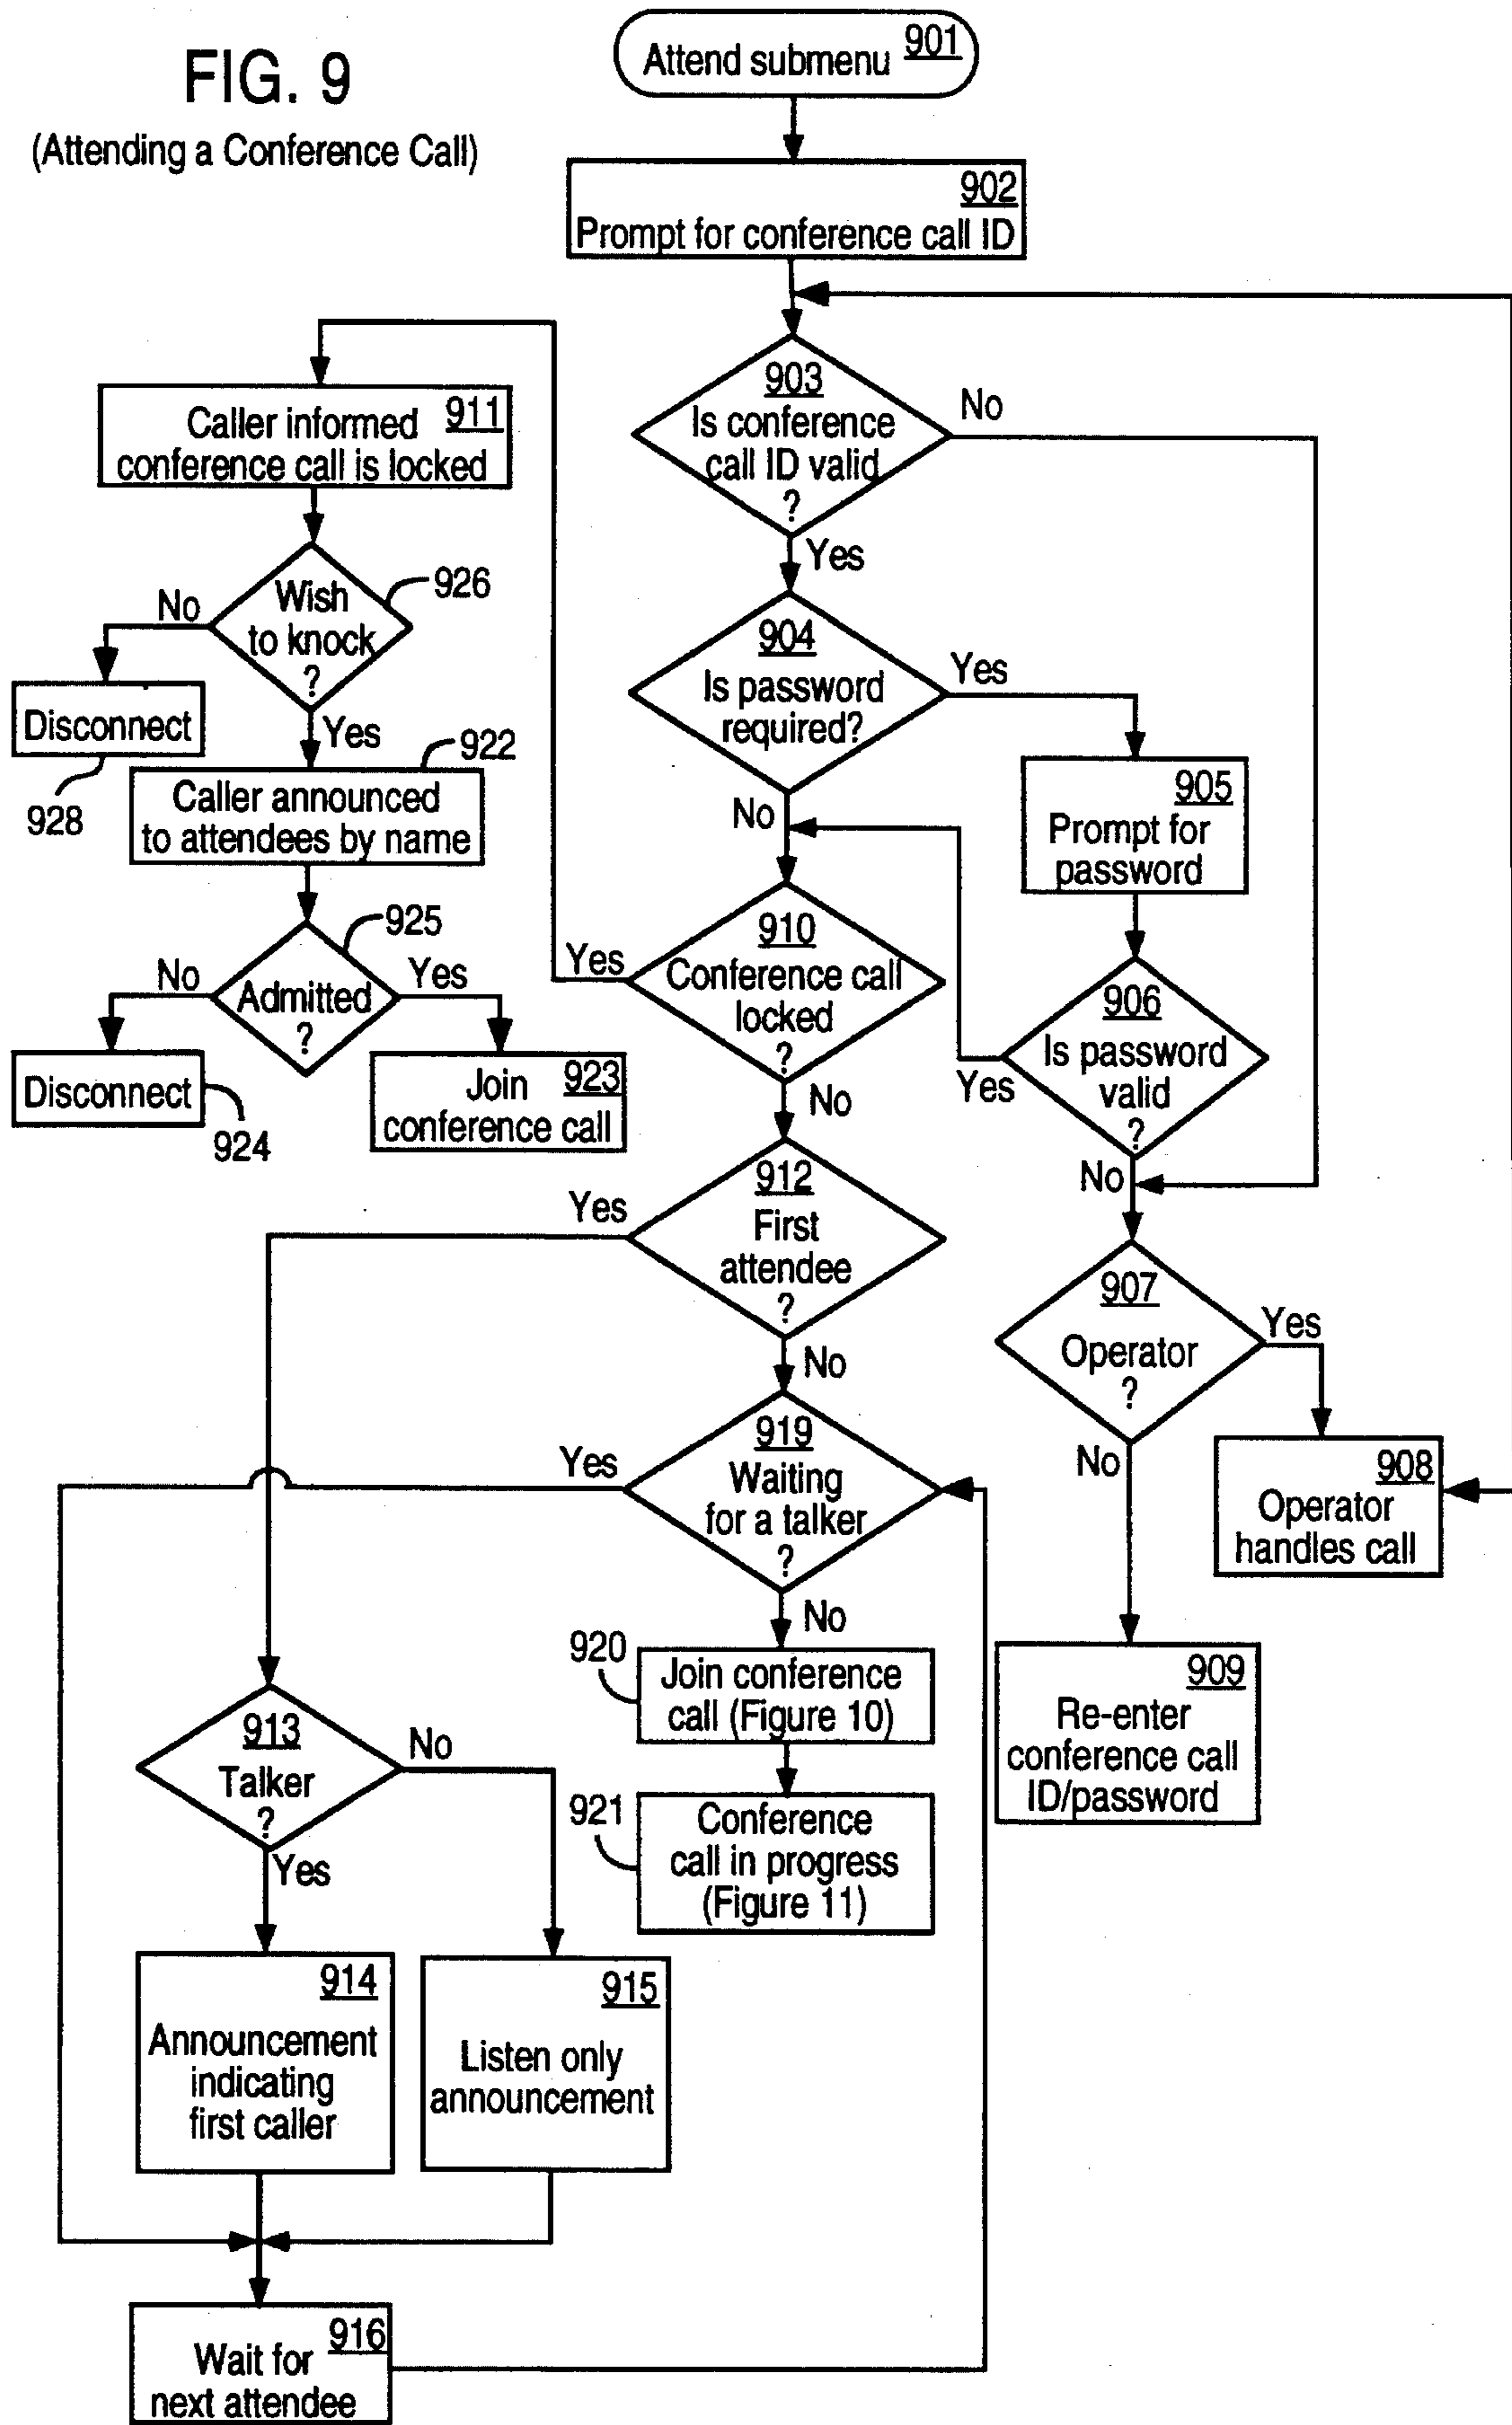 FIG. 9
(Attending a Conference Call)
Attend submenu 901
902
Prompt for conference call ID
903
Is conference
call ID valid
?
No
Yes
Caller informed 911
conference call is locked
Wish
to knock
?
926
No
Yes
Disconnect
928
922
Caller announced
to attendees by name
925
Admitted
?
No
Yes
Disconnect
924
Join 923
conference call
904
Is password
required?
Yes
No
905
Prompt for
password
906
Is password
valid
?
Yes
No
910
Conference call
locked
?
Yes
No
912
First
attendee
?
Yes
No
907
Operator
?
Yes
No
908
Operator
handles call
909
Re-enter
conference call
ID/password
919
Waiting
for a talker
?
Yes
No
920
Join conference
call (Figure 10)
921
Conference
call in progress
(Figure 11)
913
Talker
?
No
Yes
914
Announcement
indicating
first caller
915
Listen only
announcement
916
Wait for
next attendee